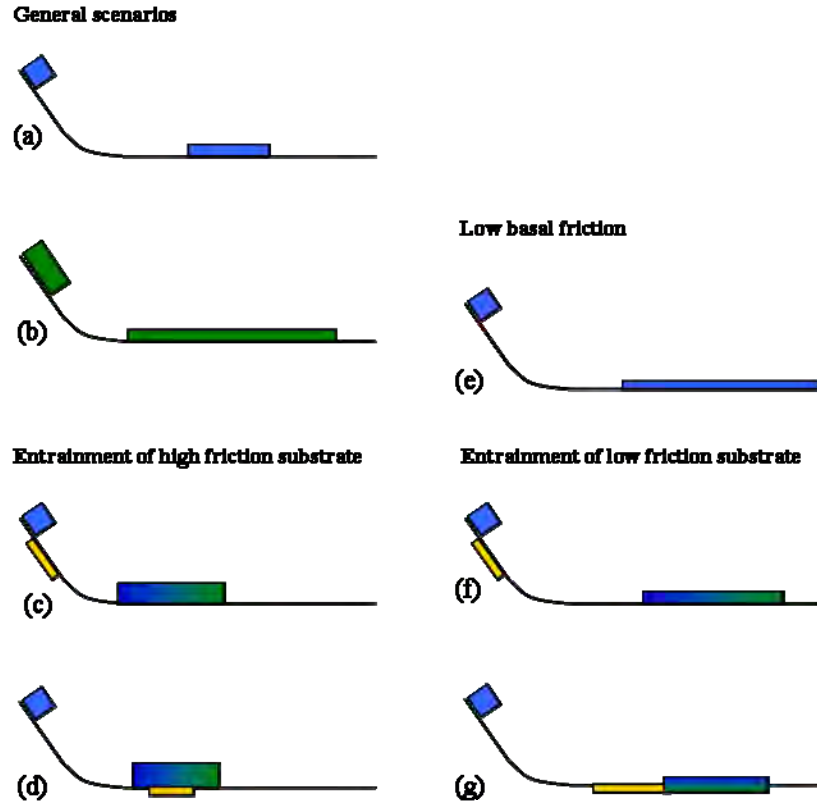 General scenarios
(a)
(b)
Low basal friction
(e)
Entrainment of high friction substrate
(c)
(d)
Entrainment of low friction substrate
(f)
(g)